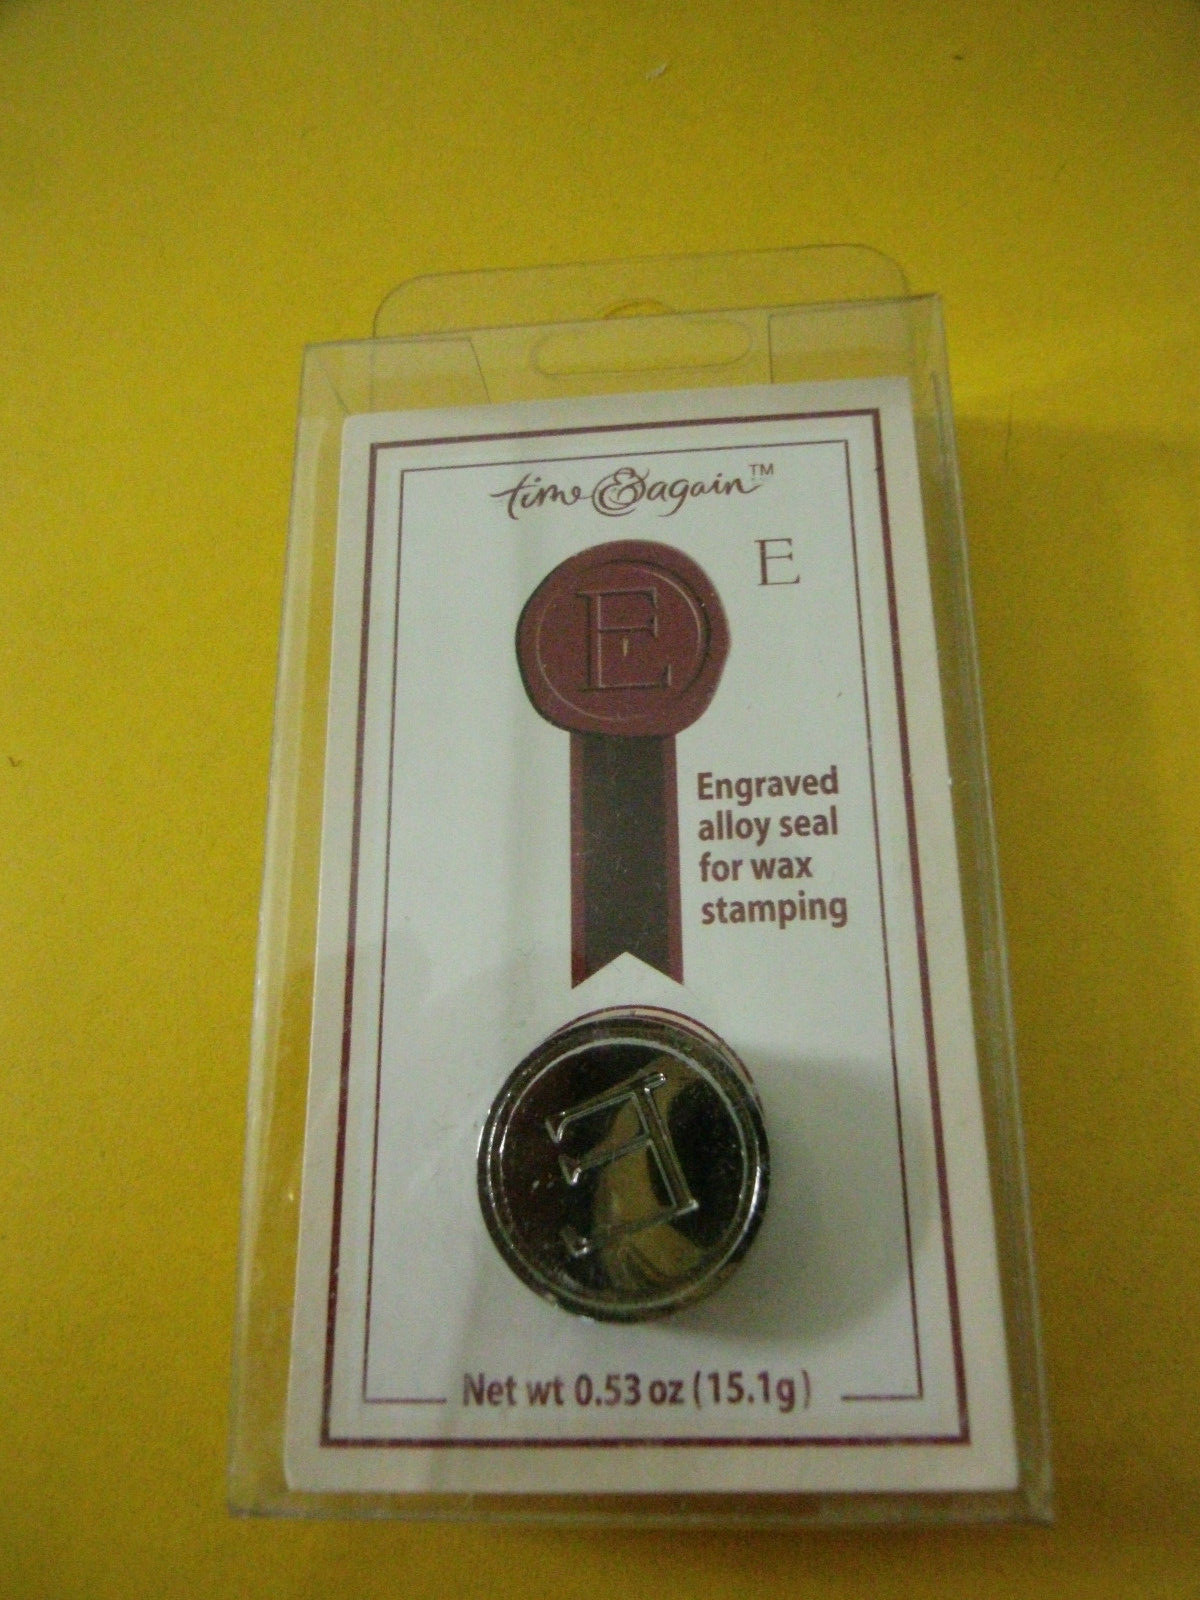 time & again™
E
E
Engraved
alloy seal
for wax
stamping
E
Net wt 0.53 oz (15.1g)